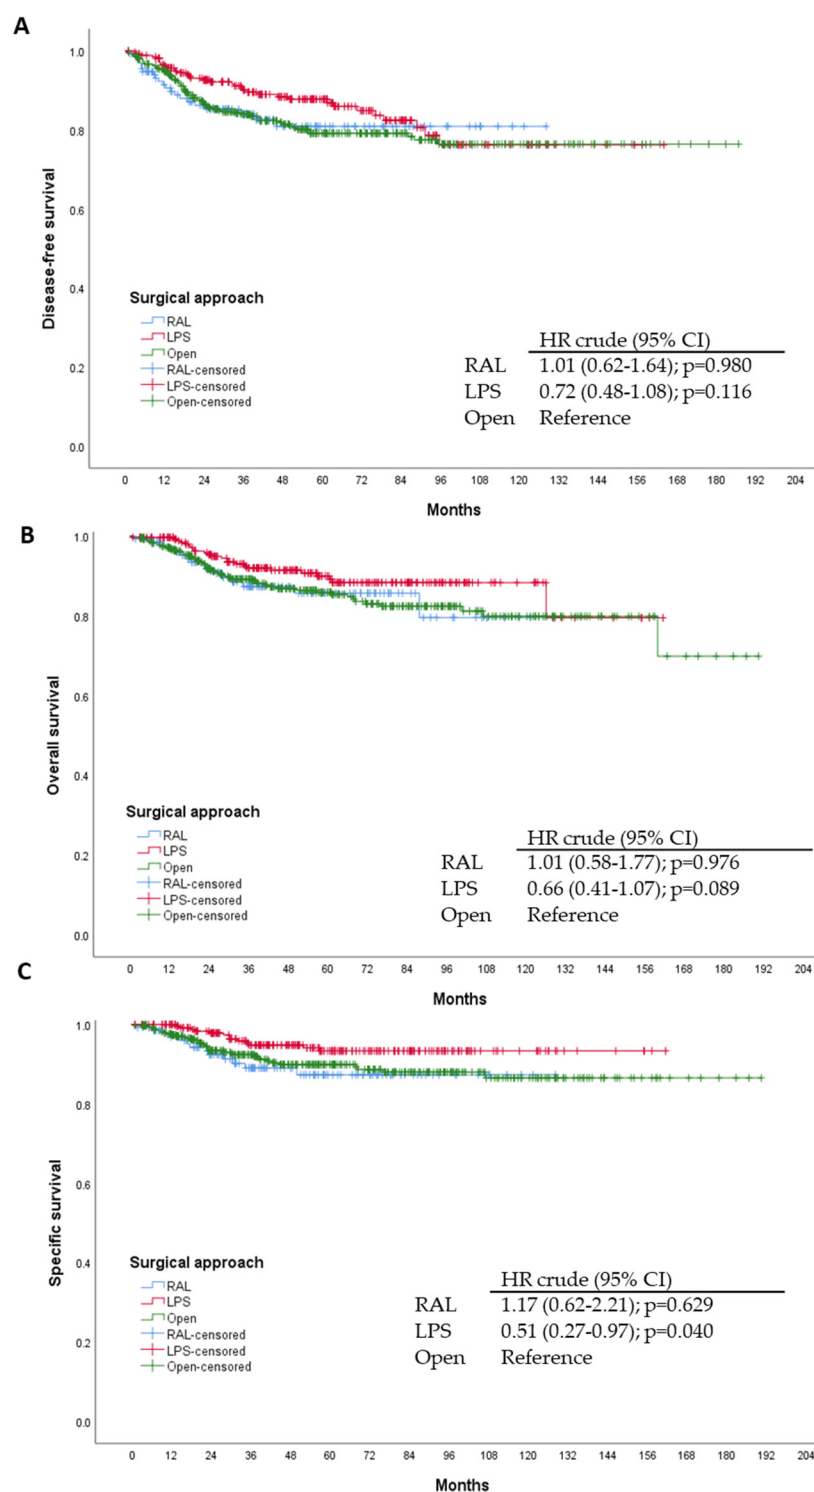 A
1.0
0.8
0.6
0.4
0.2
0.0
Disease-free survival
Surgical approach
RAL
LPS
Open
RAL-censored
LPS-censored
Open-censored
HR crude (95% CI)
RAL 1.01 (0.62-1.64); p=0.980
LPS 0.72 (0.48-1.08); p=0.116
Open Reference
0 12 24 36 48 60 72 84 96 108 120 132 144 156 168 180 192 204
Months
B
1.0
0.8
0.6
0.4
0.2
0.0
Overall survival
Surgical approach
RAL
LPS
Open
RAL-censored
LPS-censored
Open-censored
HR crude (95% CI)
RAL 1.01 (0.58-1.77); p=0.976
LPS 0.66 (0.41-1.07); p=0.089
Open Reference
0 12 24 36 48 60 72 84 96 108 120 132 144 156 168 180 192 204
Months
C
1.0
0.8
0.6
0.4
0.2
0.0
Specific survival
Surgical approach
RAL
LPS
Open
RAL-censored
LPS-censored
Open-censored
HR crude (95% CI)
RAL 1.17 (0.62-2.21); p=0.629
LPS 0.51 (0.27-0.97); p=0.040
Open Reference
0 12 24 36 48 60 72 84 96 108 120 132 144 156 168 180 192 204
Months